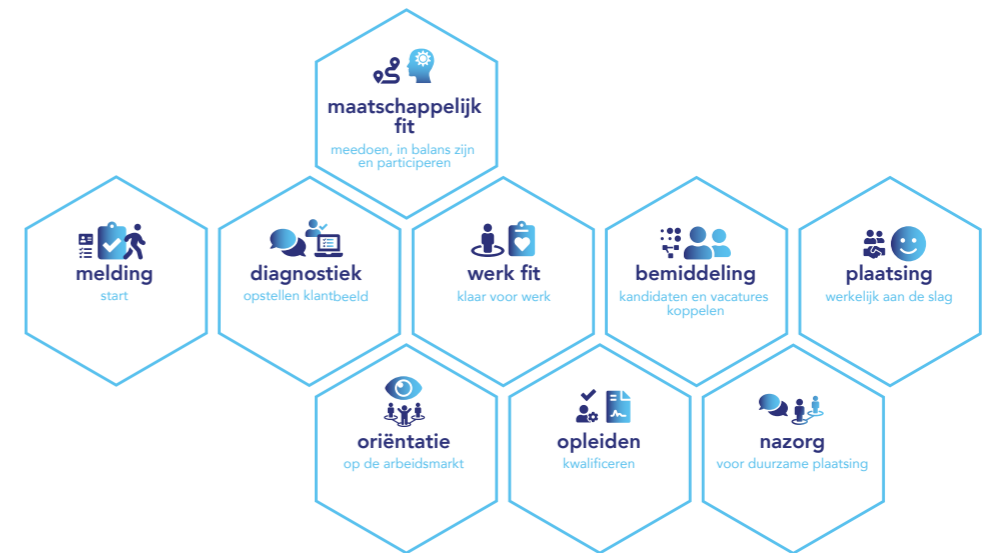 maatschappelijk
fit
meedoen, in balans zijn
en participeren
melding
start
diagnostiek
opstellen klantbeeld
werk fit
klaar voor werk
bemiddeling
kandidaten en vacatures
koppelen
plaatsing
werkelijk aan de slag
oriëntatie
op de arbeidsmarkt
opleiden
kwalificeren
nazorg
voor duurzame plaatsing